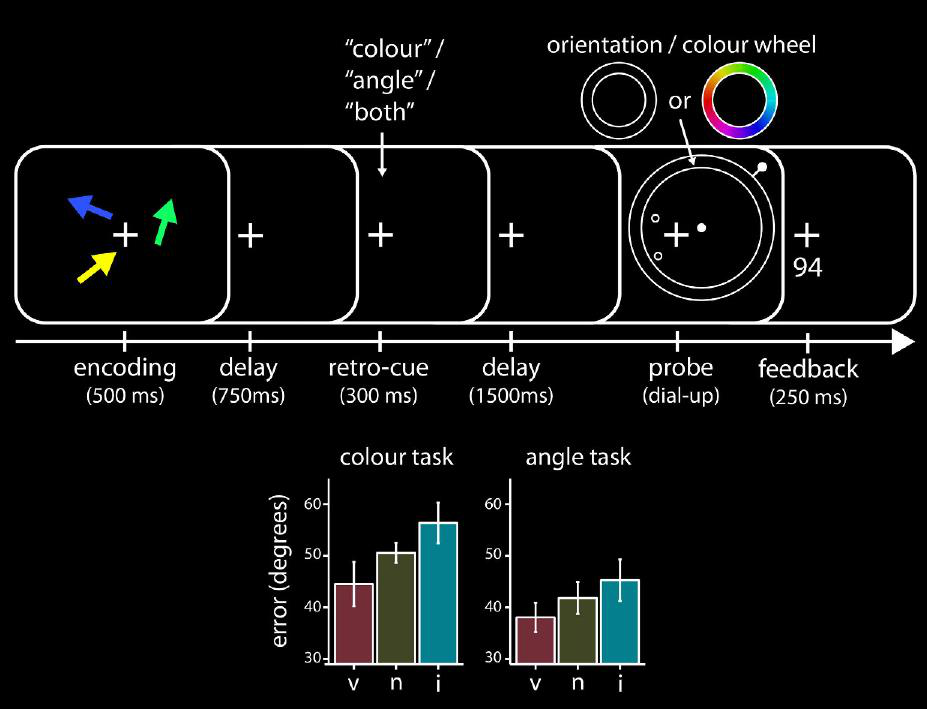 "colour" /
"angle" /
"both"
orientation / colour wheel
or
94
encoding
(500 ms)
delay
(750ms)
retro-cue
(300 ms)
delay
(1500ms)
probe
(dial-up)
feedback
(250 ms)
colour task
error (degrees)
60
50
40
30
v n i
angle task
60
50
40
30
v n i